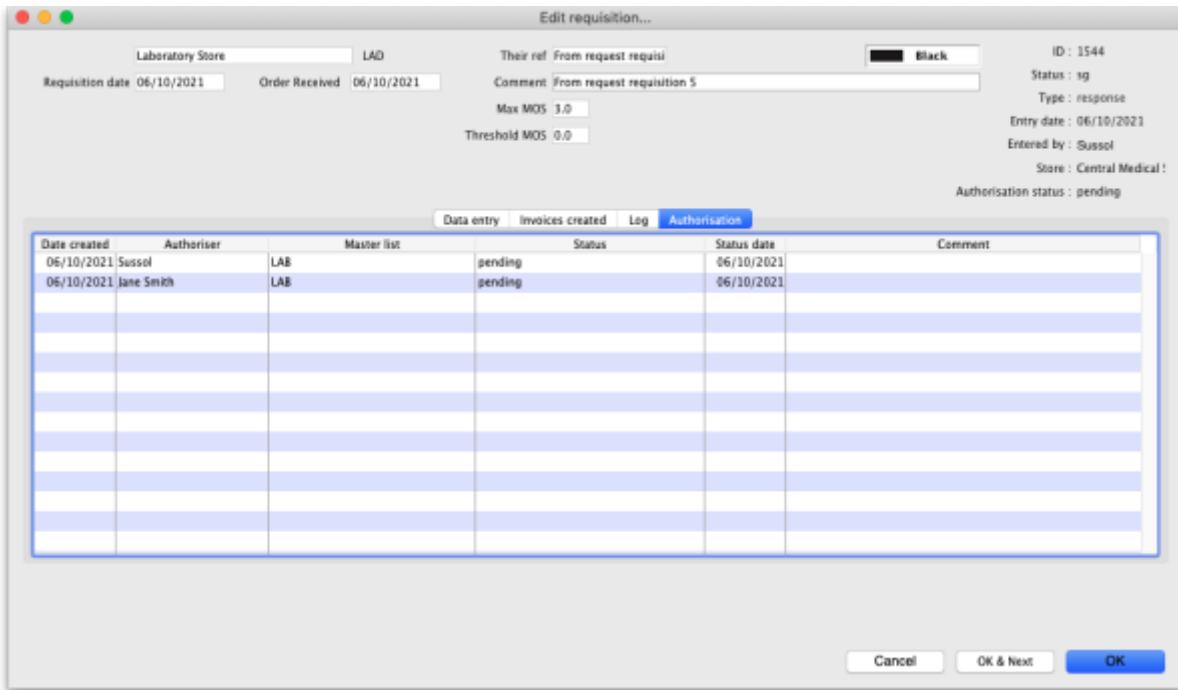 Edit requisition...
Laboratory Store LAD Their ref From request requisi Black ID : 1544
Requisition date 06/10/2021 Order Received 06/10/2021 Comment From request requisition 5 Status : sg
Max MOS 3.0 Type : response
Threshold MOS 0.0 Entry date : 06/10/2021
Entered by : Sussol
Store : Central Medical S
Authorisation status : pending
Data entry Invoices created Log Authorisation
Date created Authoriser Master list Status Status date Comment
06/10/2021 Sussol LAB pending 06/10/2021
06/10/2021 Jane Smith LAB pending 06/10/2021
Cancel OK & Next OK